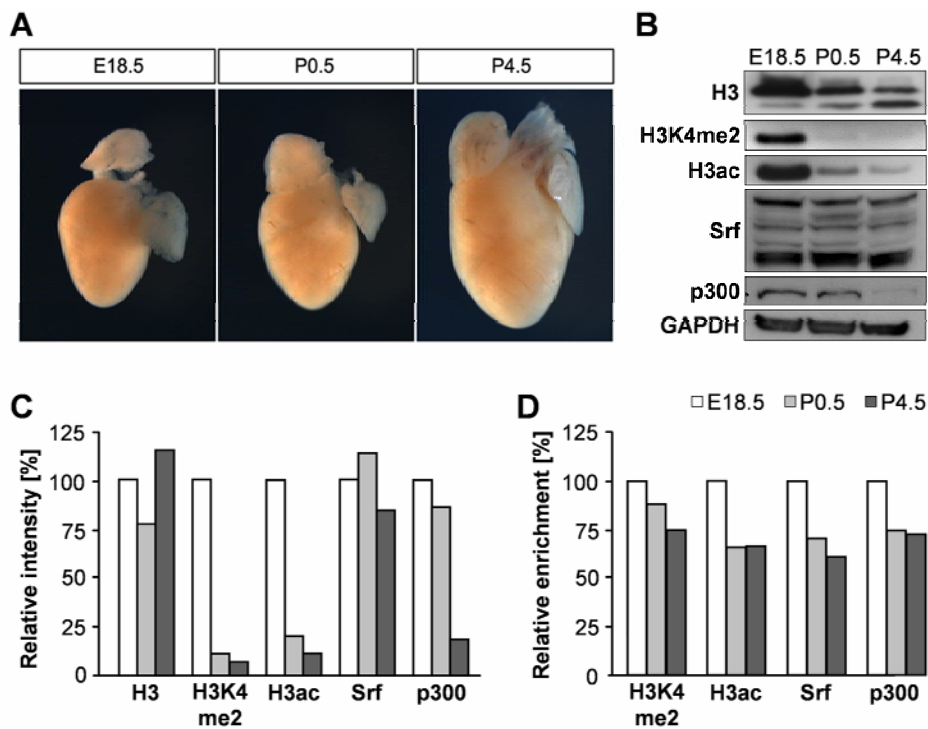 A
E18.5 P0.5 P4.5
B
E18.5 P0.5 P4.5
H3
H3K4me2
H3ac
Srf
p300
GAPDH
C
Relative intensity [%]
125
100
75
50
25
0
H3 H3K4 me2 H3ac Srf p300
D
E18.5 P0.5 P4.5
Relative enrichment [%]
125
100
75
50
25
0
H3K4 me2 H3ac Srf p300